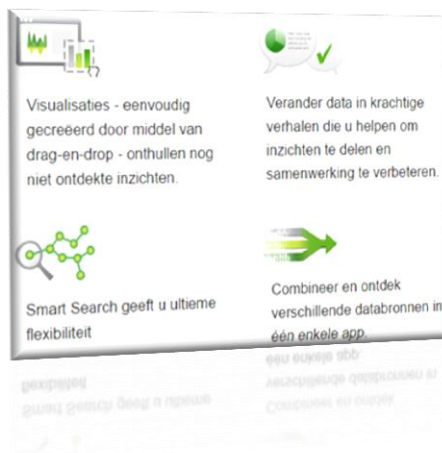 Visualisaties - eenvoudig
gecreëerd door middel van
drag-en-drop - onthullen nog
niet ontdekte inzichten.
Verander data in krachtige
verhalen die u helpen om
inzichten te delen en
samenwerking te verbeteren.
Smart Search geeft u ultieme
flexibiliteit
Combineer en ontdek
verschillende databronnen in
één enkele app.